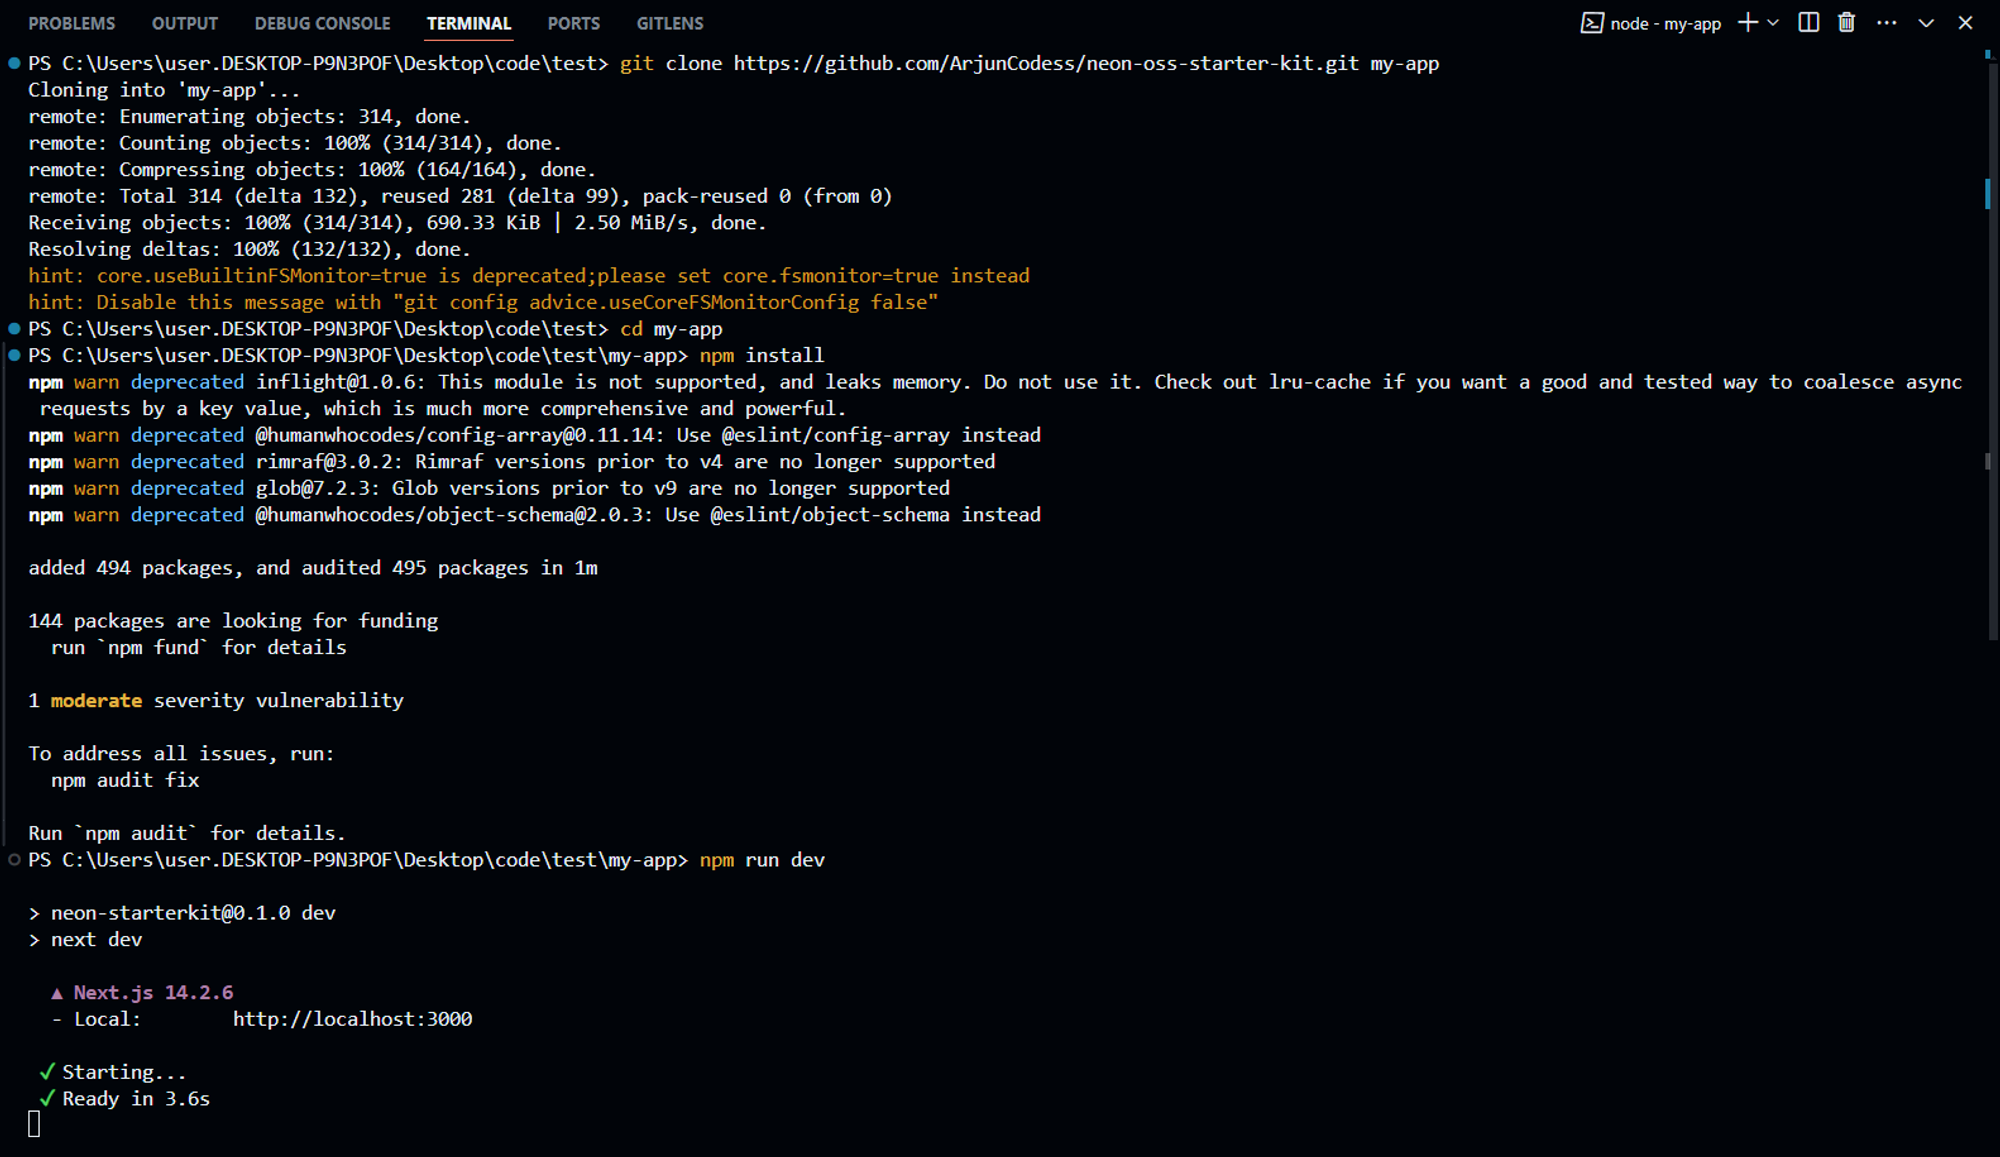 PROBLEMS OUTPUT DEBUG CONSOLE TERMINAL PORTS GITLENS node - my-app
PS C:\Users\user.DESKTOP-P9N3POF\Desktop\code\test> git clone https://github.com/ArjunCodess/neon-oss-starter-kit.git my-app
Cloning into 'my-app'...
remote: Enumerating objects: 314, done.
remote: Counting objects: 100% (314/314), done.
remote: Compressing objects: 100% (164/164), done.
remote: Total 314 (delta 132), reused 281 (delta 99), pack-reused 0 (from 0)
Receiving objects: 100% (314/314), 690.33 KiB | 2.50 MiB/s, done.
Resolving deltas: 100% (132/132), done.
hint: core.useBuiltinFSMonitor=true is deprecated;please set core.fsmonitor=true instead
hint: Disable this message with "git config advice.useCoreFSMonitorConfig false"
PS C:\Users\user.DESKTOP-P9N3POF\Desktop\code\test> cd my-app
PS C:\Users\user.DESKTOP-P9N3POF\Desktop\code\test\my-app> npm install
npm warn deprecated inflight@1.0.6: This module is not supported, and leaks memory. Do not use it. Check out lru-cache if you want a good and tested way to coalesce async
requests by a key value, which is much more comprehensive and powerful.
npm warn deprecated @humanwhocodes/config-array@0.11.14: Use @eslint/config-array instead
npm warn deprecated rimraf@3.0.2: Rimraf versions prior to v4 are no longer supported
npm warn deprecated glob@7.2.3: Glob versions prior to v9 are no longer supported
npm warn deprecated @humanwhocodes/object-schema@2.0.3: Use @eslint/object-schema instead
added 494 packages, and audited 495 packages in 1m
144 packages are looking for funding
run `npm fund` for details
1 moderate severity vulnerability
To address all issues, run:
npm audit fix
Run `npm audit` for details.
PS C:\Users\user.DESKTOP-P9N3POF\Desktop\code\test\my-app> npm run dev
> neon-starterkit@0.1.0 dev
> next dev
▲ Next.js 14.2.6
- Local: http://localhost:3000
✓ Starting...
✓ Ready in 3.6s